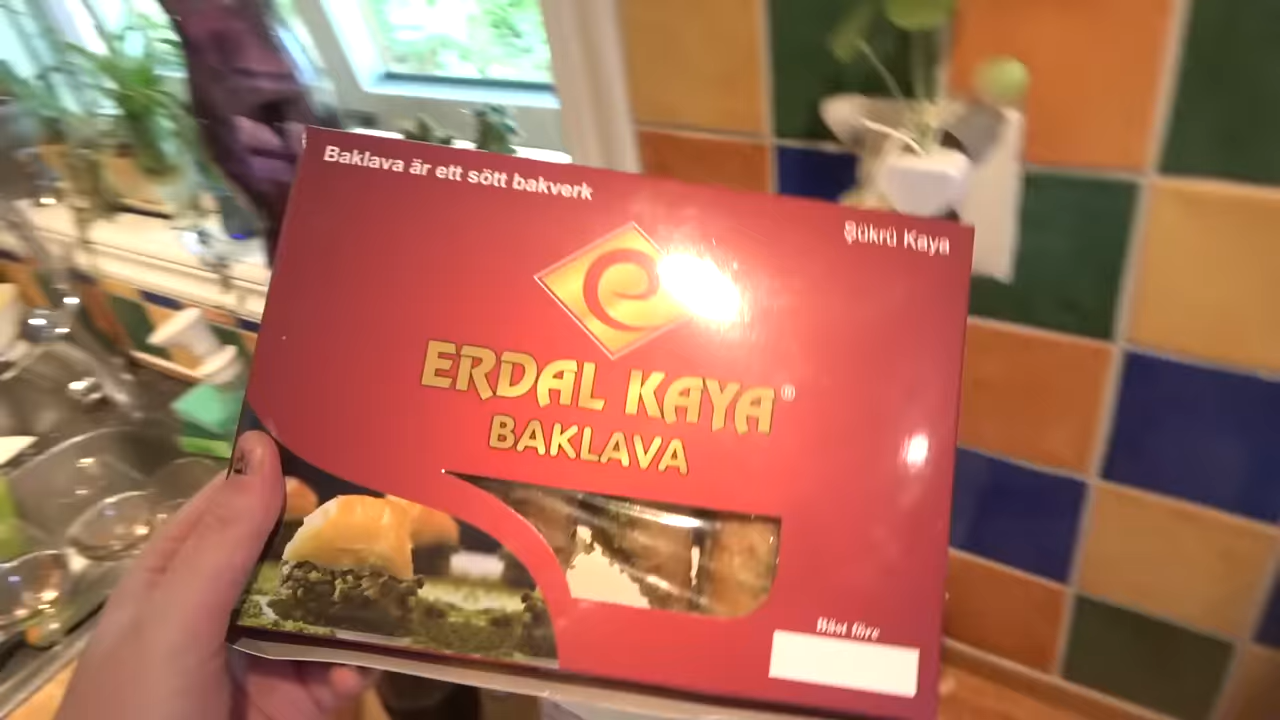 Baklava är ett sött bakverk
Şükrü Kaya
e
ERDAL KAYA®
BAKLAVA
Bäst före